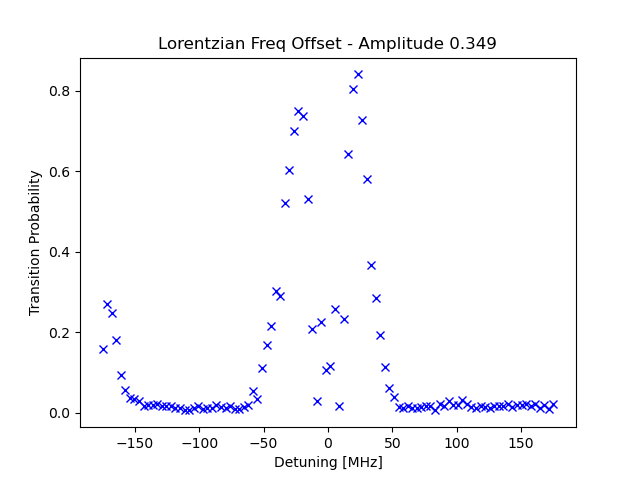 Lorentzian Freq Offset - Amplitude 0.349
Transition Probability
0.8
0.6
0.4
0.2
0.0
−150 −100 −50 0 50 100 150
Detuning [MHz]